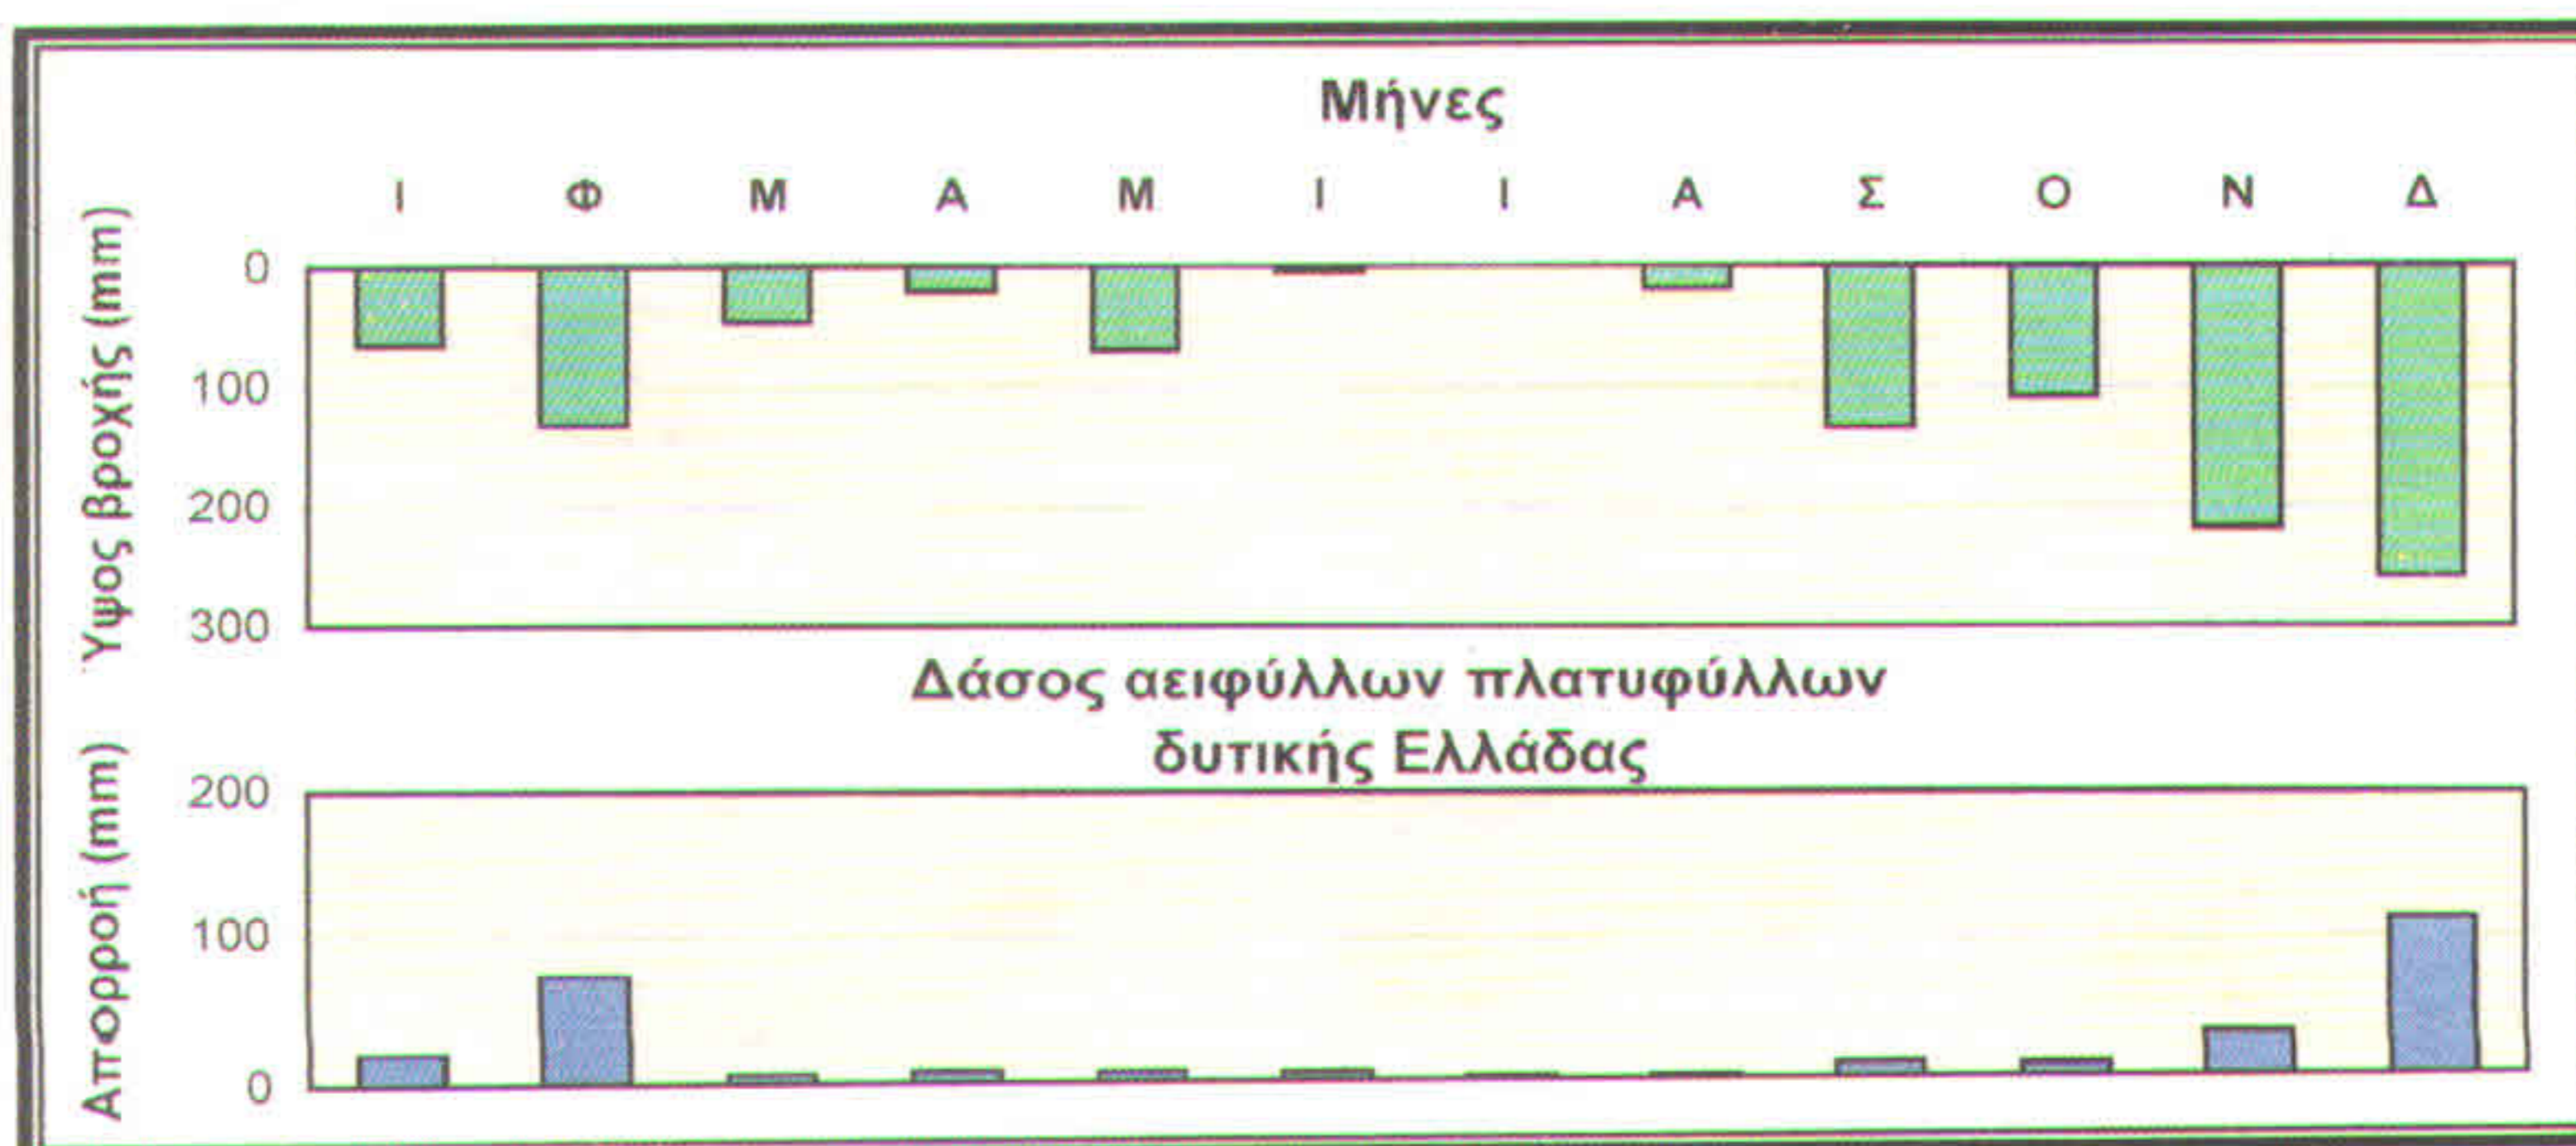 Μήνες
Ι Φ Μ Α Μ Ι Ι Α Σ Ο Ν Δ
Υψος βροχής (mm)
0
100
200
300
Δάσος αειφύλλων πλατυφύλλων
δυτικής Ελλάδας
Απορροή (mm)
200
100
0